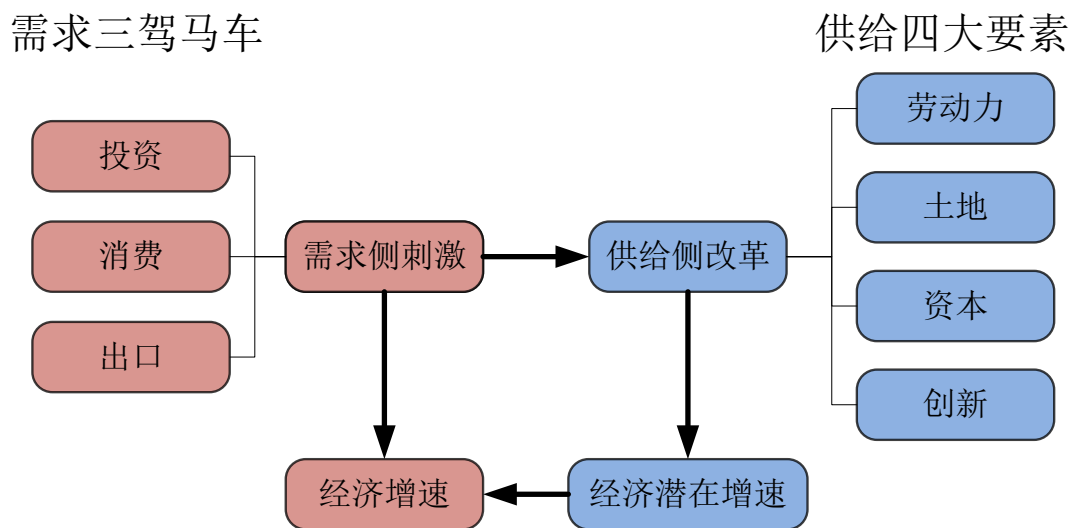 需求三驾马车
供给四大要素
投资
消费
出口
需求侧刺激
供给侧改革
劳动力
土地
资本
创新
经济增速
经济潜在增速